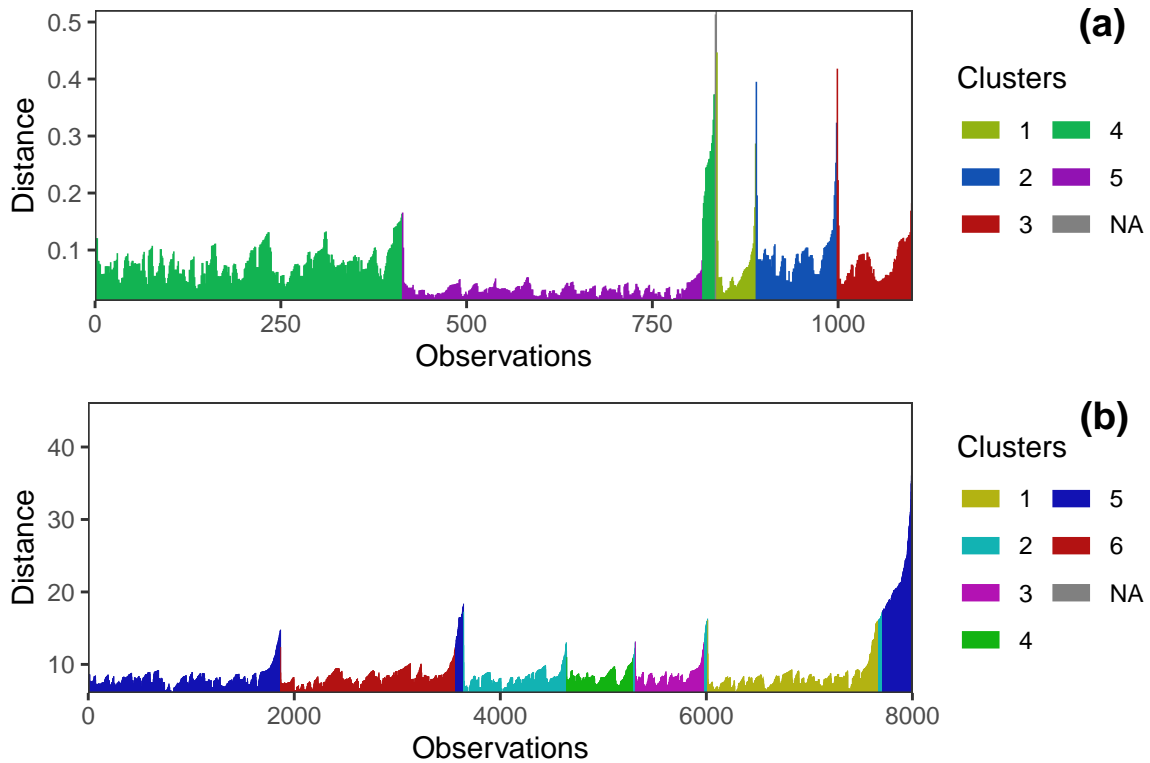 (a)
0.5
0.4
0.3
0.2
0.1
Distance
0 250 500 750 1000
Observations
Clusters
1 4
2 5
3 NA
(b)
40
30
20
10
Distance
0 2000 4000 6000 8000
Observations
Clusters
1 5
2 6
3 NA
4